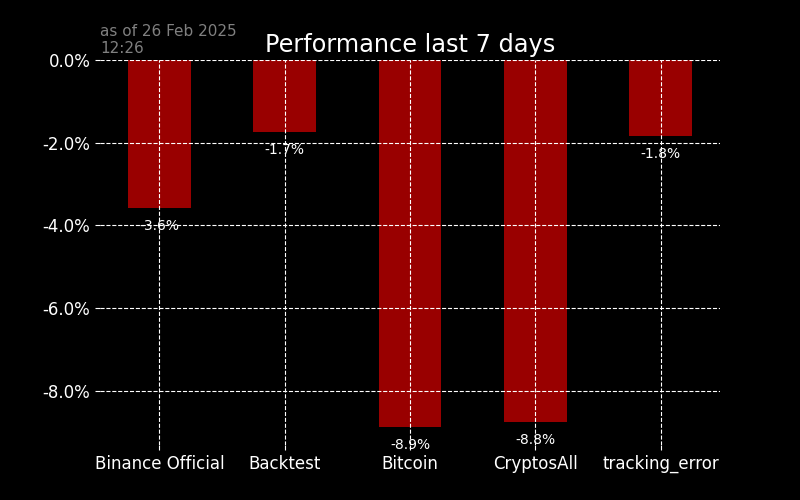 as of 26 Feb 2025
12:26
Performance last 7 days
0.0%
-2.0%
-4.0%
-6.0%
-8.0%
-3.6%
-1.7%
-8.9%
-8.8%
-1.8%
Binance Official
Backtest
Bitcoin
CryptosAll
tracking_error